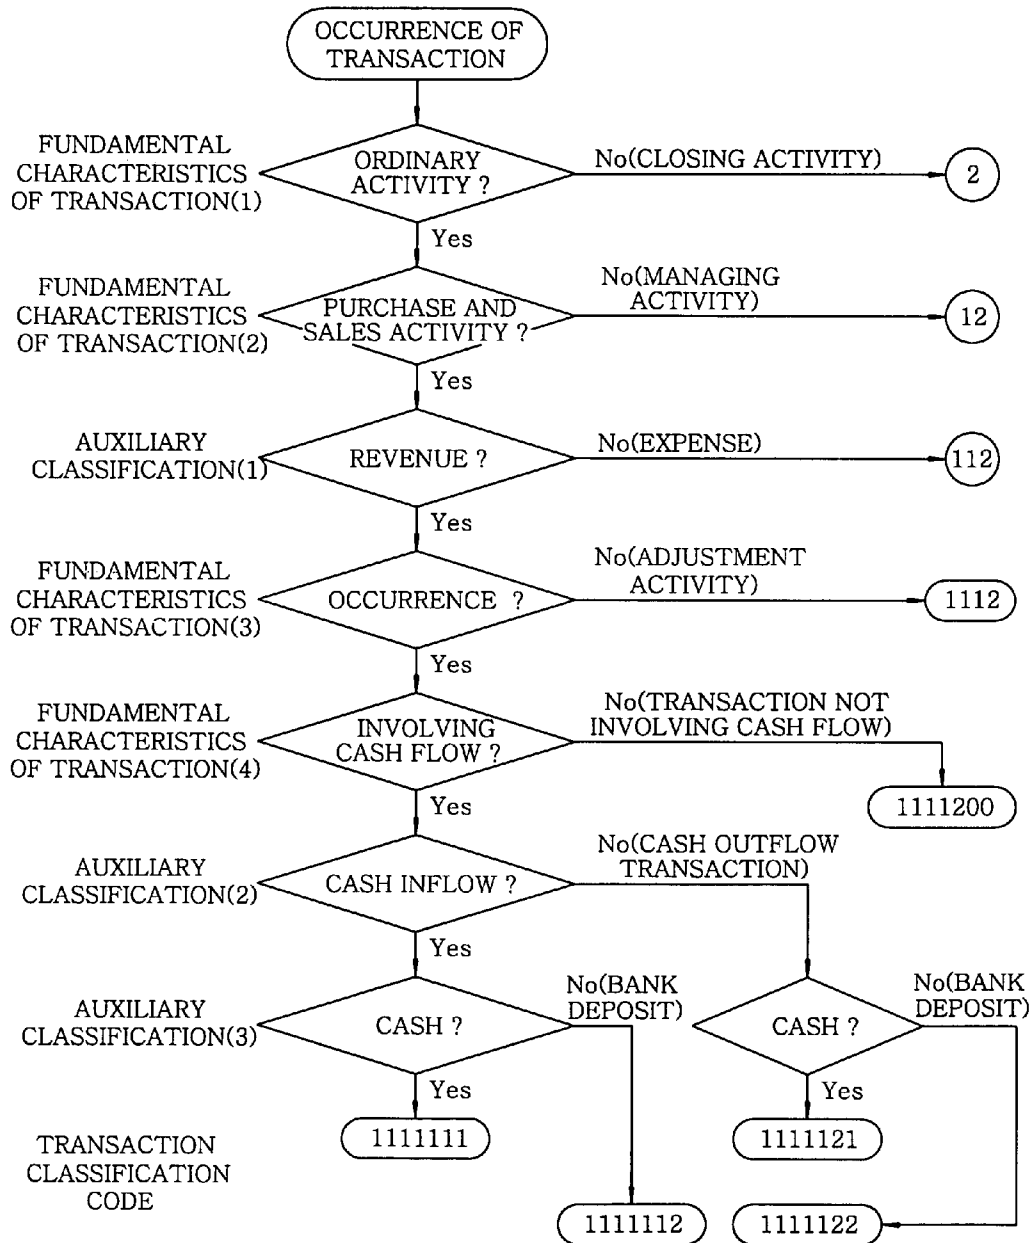 OCCURRENCE OF
TRANSACTION
FUNDAMENTAL
CHARACTERISTICS
OF TRANSACTION(1)
ORDINARY
ACTIVITY ?
No(CLOSING ACTIVITY)
2
Yes
FUNDAMENTAL
CHARACTERISTICS
OF TRANSACTION(2)
PURCHASE AND
SALES ACTIVITY ?
No(MANAGING
ACTIVITY)
12
Yes
AUXILIARY
CLASSIFICATION(1)
REVENUE ?
No(EXPENSE)
112
Yes
FUNDAMENTAL
CHARACTERISTICS
OF TRANSACTION(3)
OCCURRENCE ?
No(ADJUSTMENT
ACTIVITY)
1112
Yes
FUNDAMENTAL
CHARACTERISTICS
OF TRANSACTION(4)
INVOLVING
CASH FLOW ?
No(TRANSACTION NOT
INVOLVING CASH FLOW)
1111200
Yes
AUXILIARY
CLASSIFICATION(2)
CASH INFLOW ?
No(CASH OUTFLOW
TRANSACTION)
Yes
AUXILIARY
CLASSIFICATION(3)
CASH ?
No(BANK
DEPOSIT)
CASH ?
No(BANK
DEPOSIT)
Yes
Yes
TRANSACTION
CLASSIFICATION
CODE
1111111
1111121
1111112
1111122